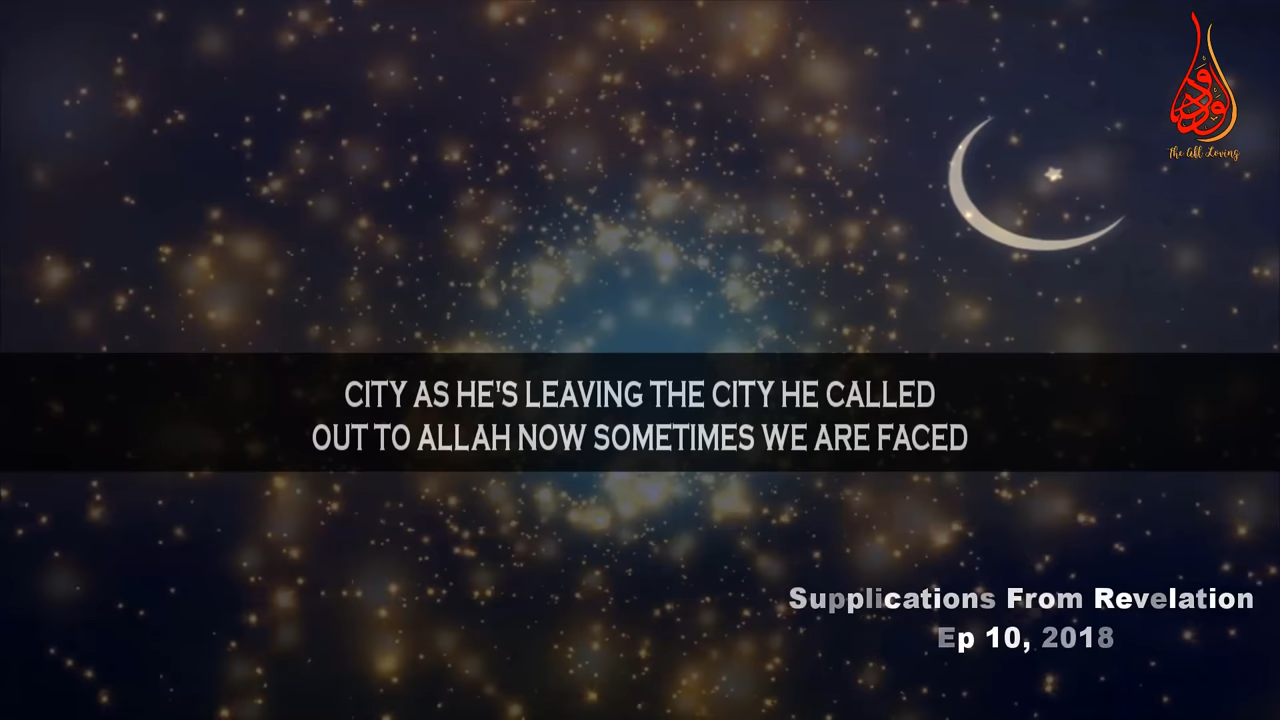 ودود
The All Loving
CITY AS HE'S LEAVING THE CITY HE CALLED
OUT TO ALLAH NOW SOMETIMES WE ARE FACED
Supplications From Revelation
Ep 10, 2018